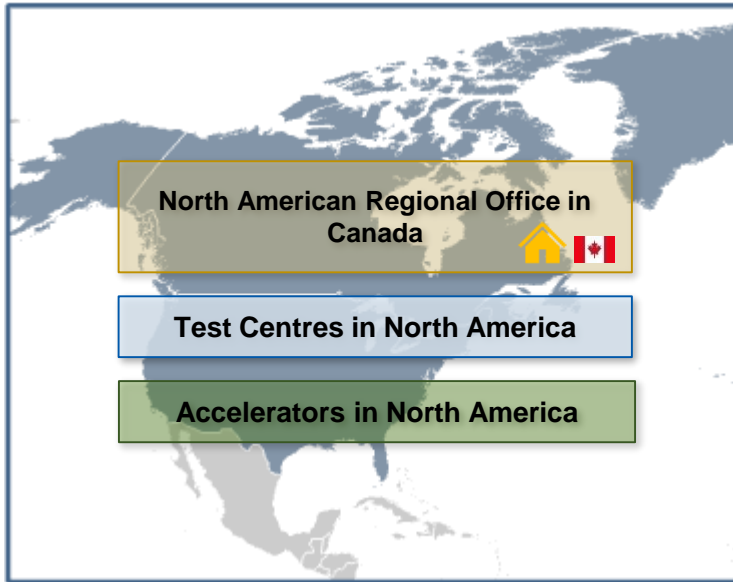 North American Regional Office in
Canada
Test Centres in North America
Accelerators in North America